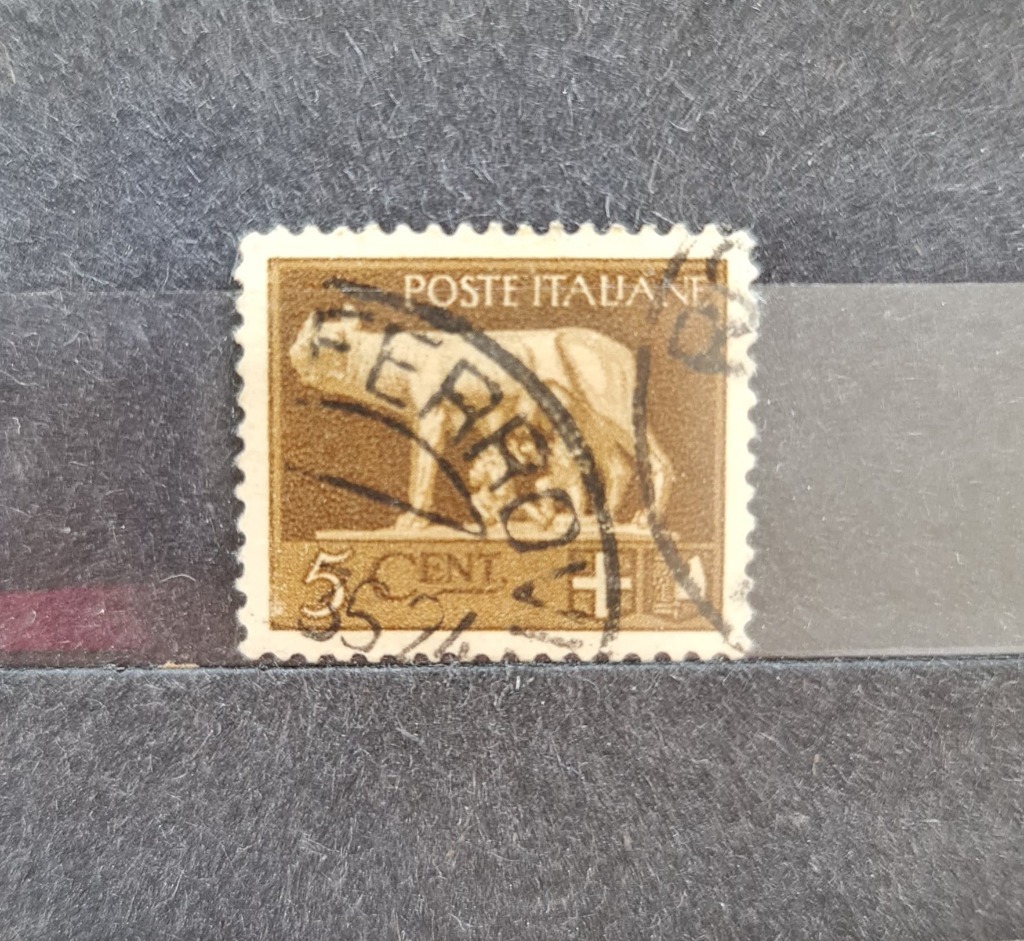 POSTE ITALIANE
FERRO
5 CENT.